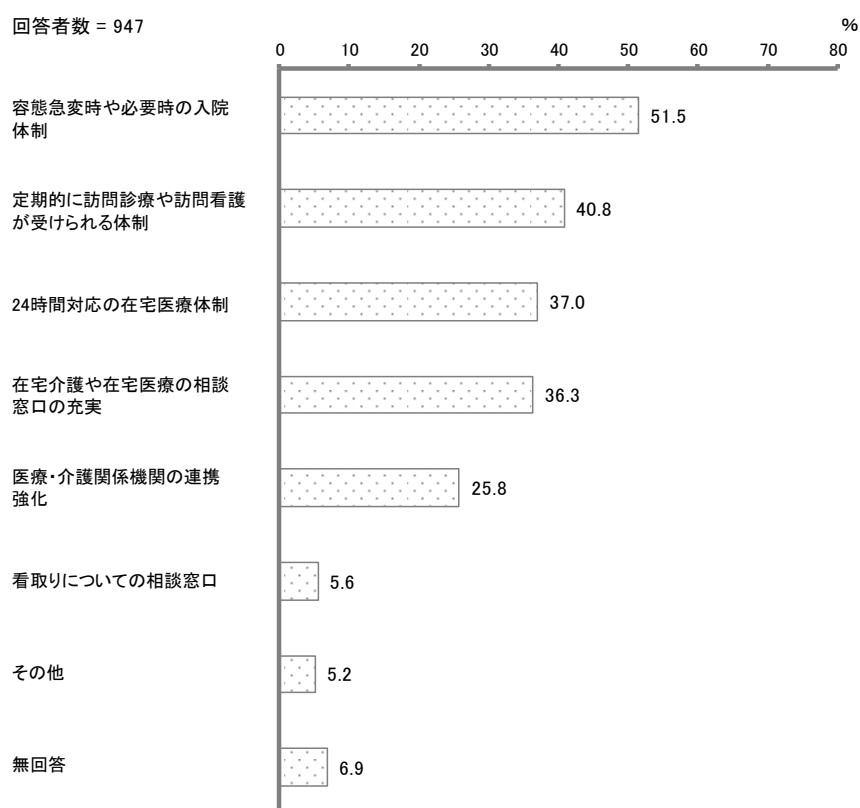 回答者数 = 947
%
0 10 20 30 40 50 60 70 80
容態急変時や必要時の入院
体制
51.5
定期的に訪問診療や訪問看護
が受けられる体制
40.8
24時間対応の在宅医療体制
37.0
在宅介護や在宅医療の相談
窓口の充実
36.3
医療・介護関係機関の連携
強化
25.8
看取りについての相談窓口
5.6
その他
5.2
無回答
6.9